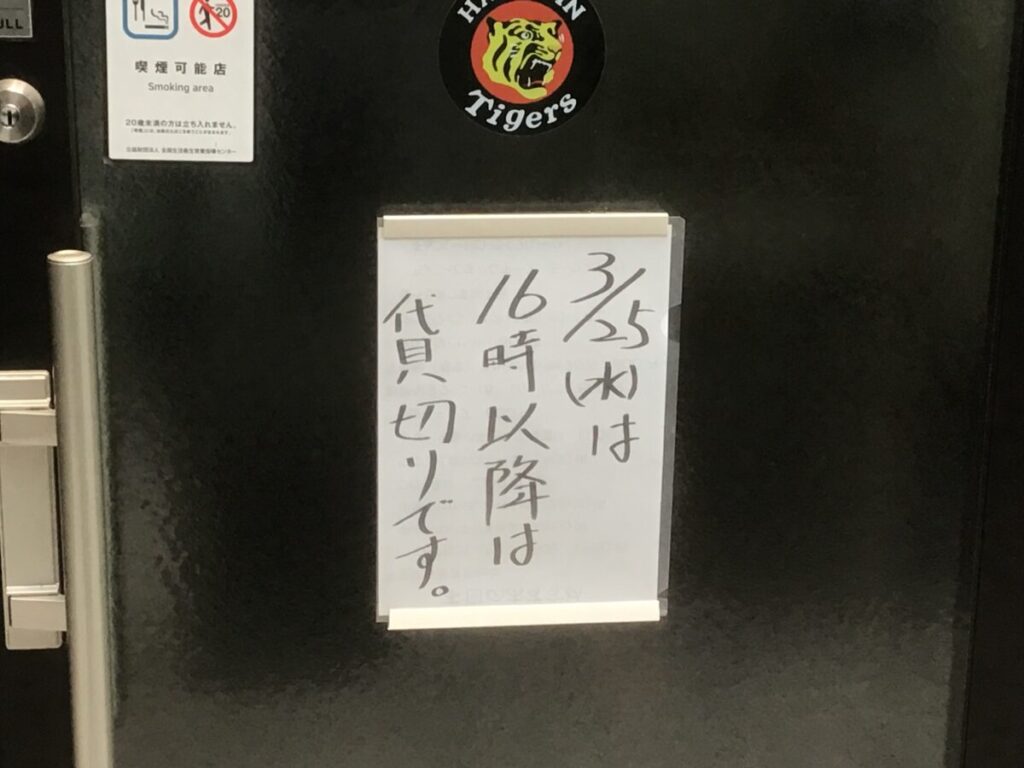 喫煙可能店
Smoking area
20歳未満の方は立ち入れません。
Tigers
3/25(水)は
16時以降は
貸切りです。